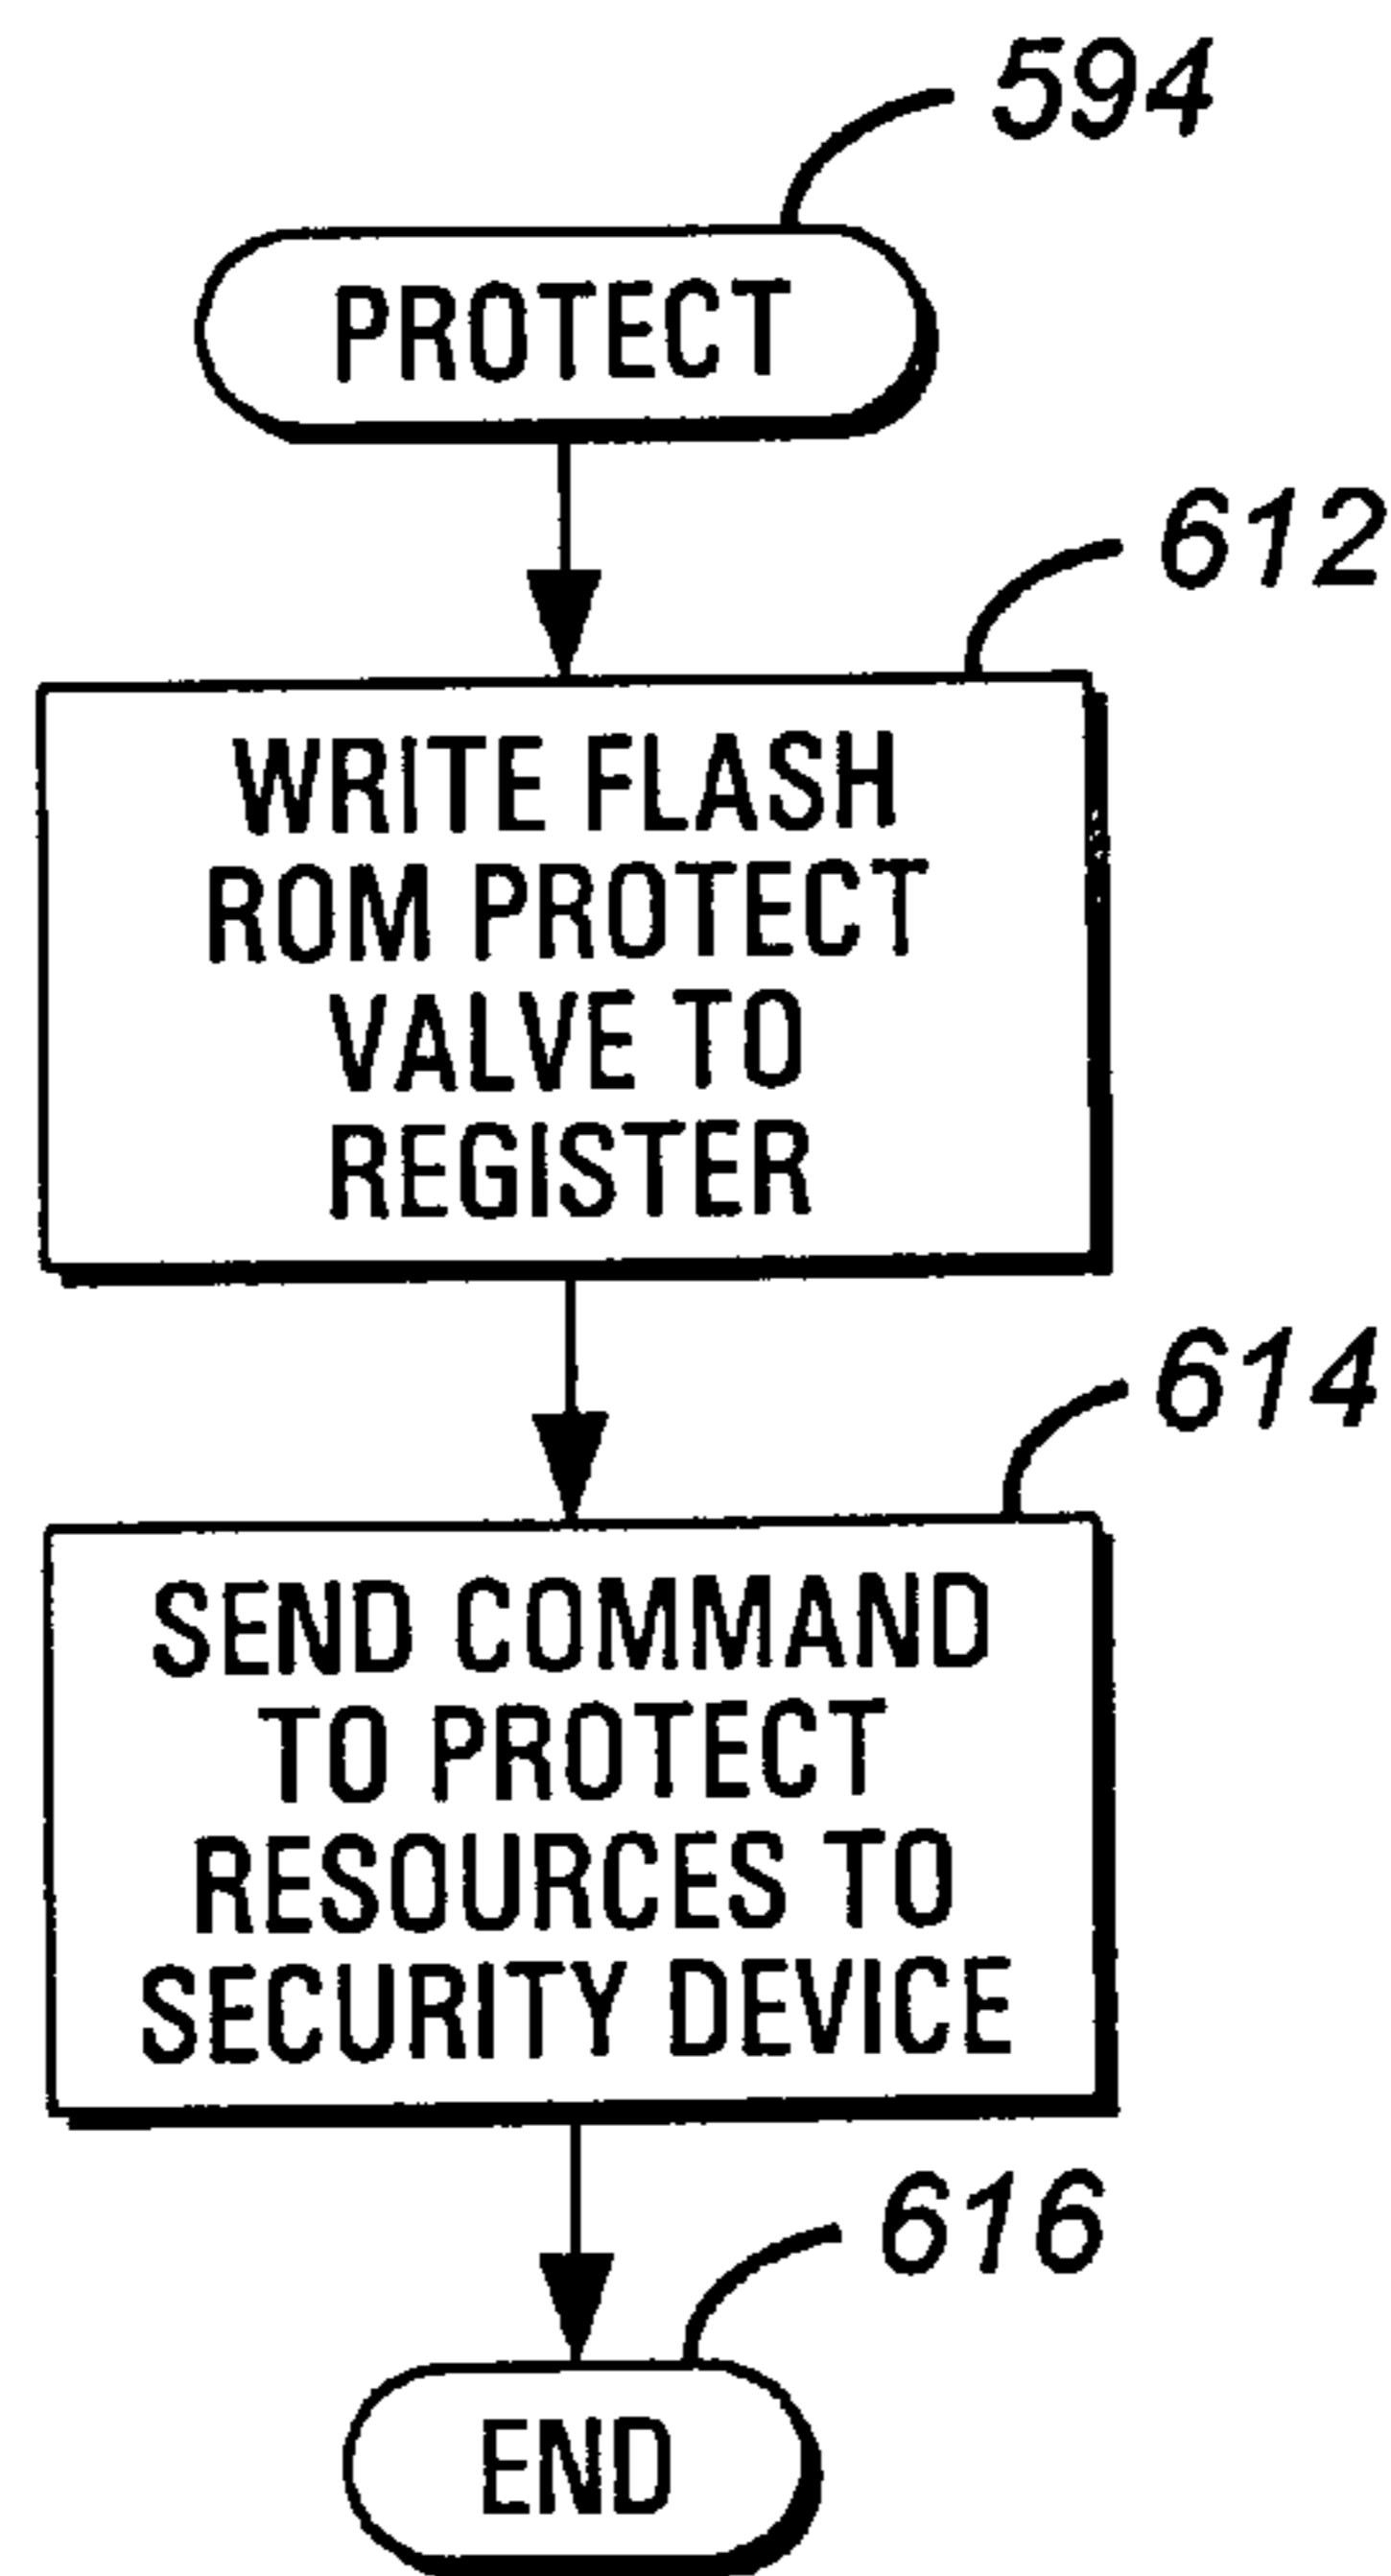 594
PROTECT
612
WRITE FLASH
ROM PROTECT
VALVE TO
REGISTER
614
SEND COMMAND
TO PROTECT
RESOURCES TO
SECURITY DEVICE
616
END